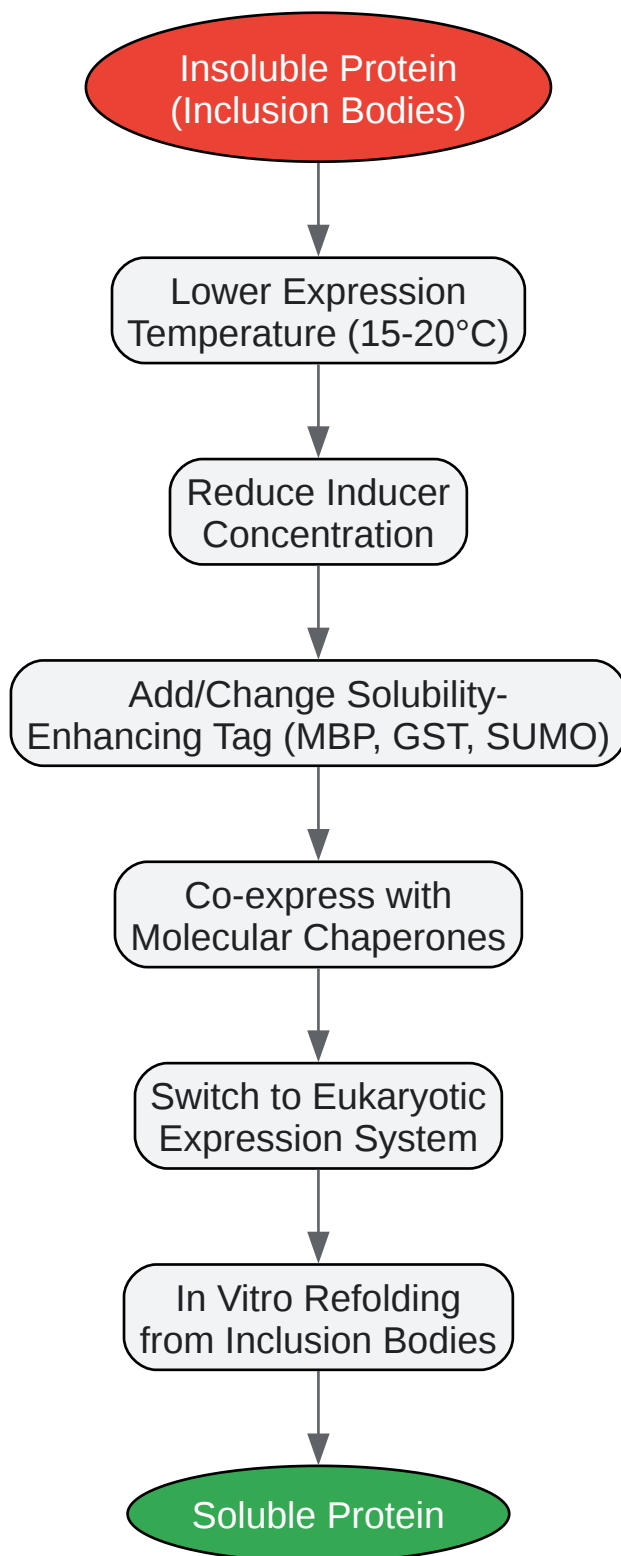 Insoluble Protein
(Inclusion Bodies)
Lower Expression
Temperature (15-20°C)
Reduce Inducer
Concentration
Add/Change Solubility-
Enhancing Tag (MBP, GST, SUMO)
Co-express with
Molecular Chaperones
Switch to Eukaryotic
Expression System
In Vitro Refolding
from Inclusion Bodies
Soluble Protein